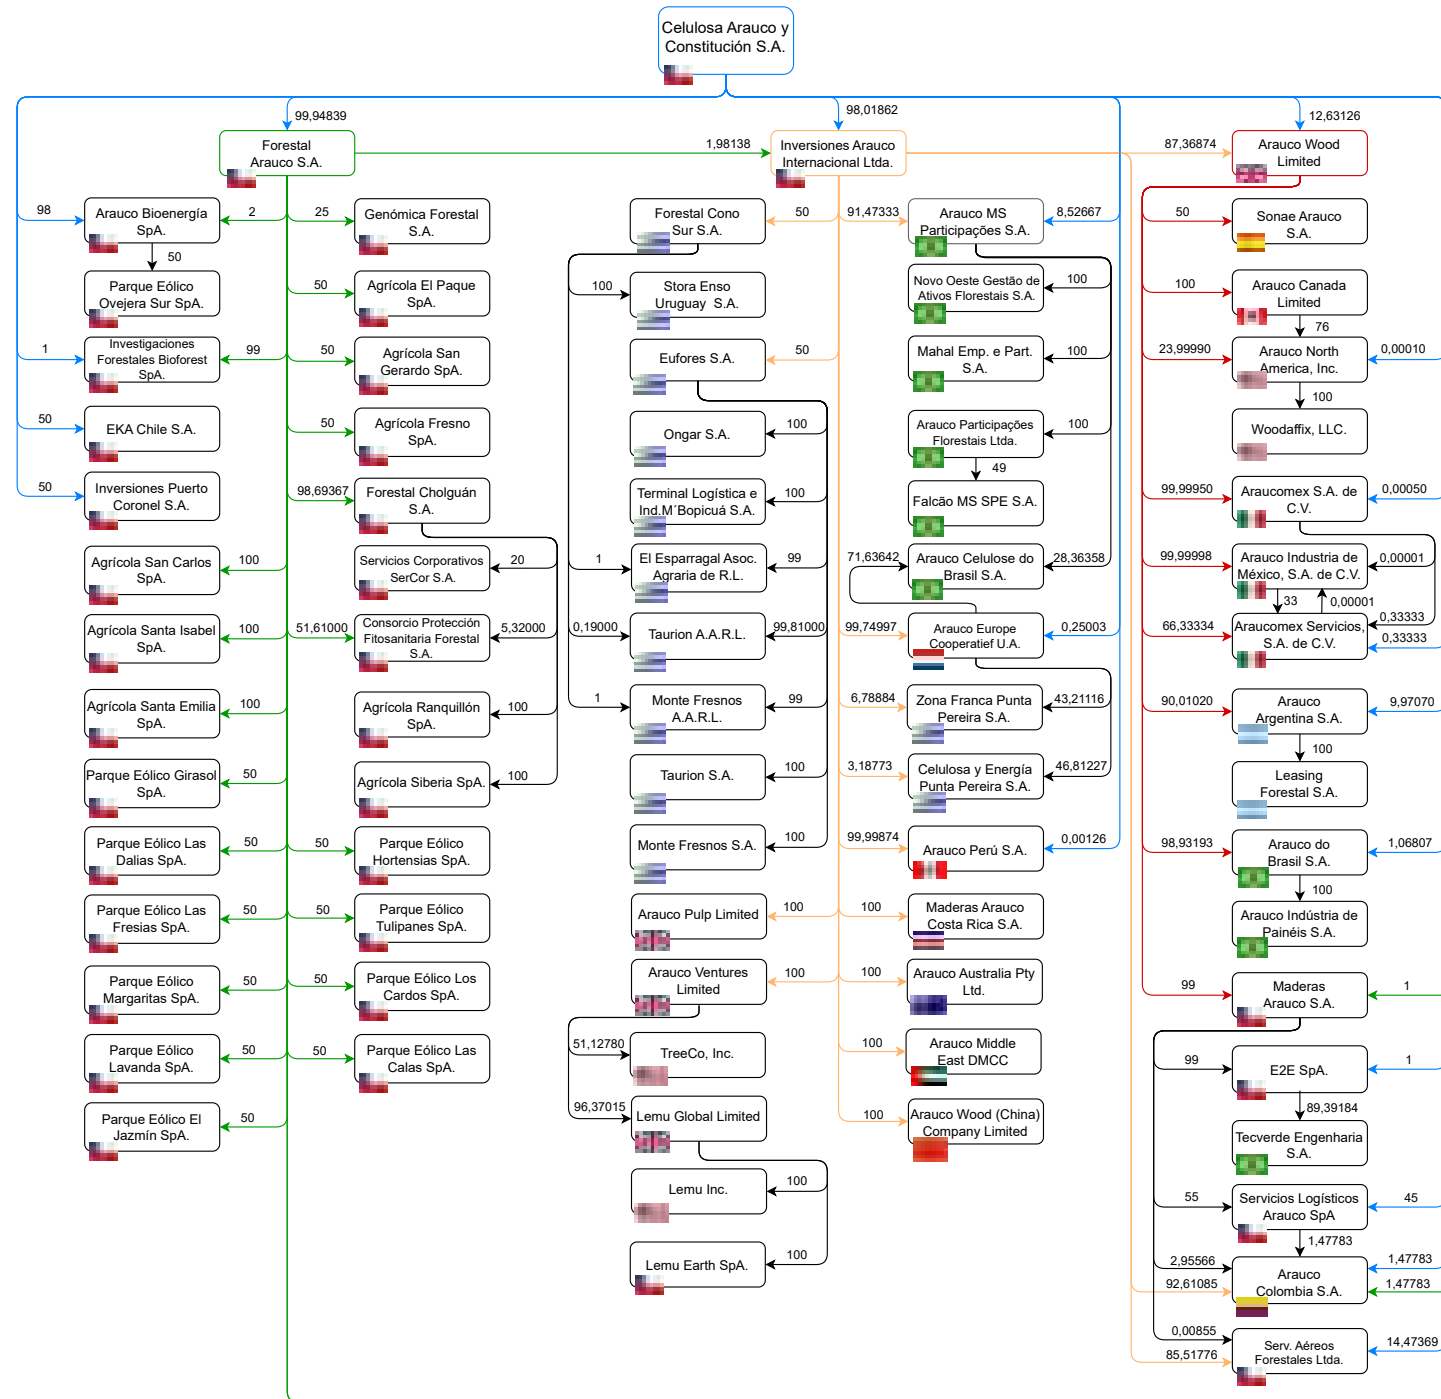 Celulosa Arauco y
Constitución S.A.
99,94839
98,01862
12,63126
Forestal
Arauco S.A.
1,98138
Inversiones Arauco
Internacional Ltda.
87,36874
Arauco Wood
Limited
98
Arauco Bioenergía
SpA.
2
25
Genómica Forestal
S.A.
Forestal Cono
Sur S.A.
50
91,47333
Arauco MS
Participações S.A.
8,52667
50
Sonae Arauco
S.A.
50
Parque Eólico
Ovejera Sur SpA.
50
Agrícola El Paque
SpA.
100
Stora Enso
Uruguay S.A.
Novo Oeste Gestão de
Ativos Florestais S.A.
100
100
Arauco Canada
Limited
76
1
Investigaciones
Forestales Bioforest
SpA.
99
50
Agrícola San
Gerardo SpA.
Eufores S.A.
50
Mahal Emp. e Part.
S.A.
100
23,99990
Arauco North
America, Inc.
0,00010
100
50
EKA Chile S.A.
50
Agrícola Fresno
SpA.
Ongar S.A.
100
Arauco Participações
Florestais Ltda.
100
49
Woodaffix, LLC.
50
Inversiones Puerto
Coronel S.A.
98,69367
Forestal Cholguán
S.A.
Terminal Logística e
Ind.M´Bopicuá S.A.
100
Falcão MS SPE S.A.
99,99950
Araucomex S.A. de
C.V.
0,00050
Agrícola San Carlos
SpA.
100
Servicios Corporativos
SerCor S.A.
20
1
El Esparragal Asoc.
Agraria de R.L.
99
71,63642
Arauco Celulose do
Brasil S.A.
28,36358
99,99998
Arauco Industria de
México, S.A. de C.V.
0,00001
33
0,00001
Agrícola Santa Isabel
SpA.
100
51,61000
Consorcio Protección
Fitosanitaria Forestal
S.A.
5,32000
0,19000
Taurion A.A.R.L.
99,81000
99,74997
Arauco Europe
Cooperatief U.A.
0,25003
66,33334
Araucomex Servicios,
S.A. de C.V.
0,33333
0,33333
Agrícola Santa Emilia
SpA.
100
Agrícola Ranquillón
SpA.
100
1
Monte Fresnos
A.A.R.L.
99
6,78884
Zona Franca Punta
Pereira S.A.
43,21116
90,01020
Arauco
Argentina S.A.
9,97070
100
Parque Eólico Girasol
SpA.
50
Agrícola Siberia SpA.
100
Taurion S.A.
100
3,18773
Celulosa y Energía
Punta Pereira S.A.
46,81227
Leasing
Forestal S.A.
Parque Eólico Las
Dalias SpA.
50
50
Parque Eólico
Hortensias SpA.
Monte Fresnos S.A.
100
99,99874
Arauco Perú S.A.
0,00126
98,93193
Arauco do
Brasil S.A.
1,06807
100
Parque Eólico Las
Fresias SpA.
50
50
Parque Eólico
Tulipanes SpA.
Arauco Pulp Limited
100
100
Maderas Arauco
Costa Rica S.A.
Arauco Indústria de
Painéis S.A.
Parque Eólico
Margaritas SpA.
50
50
Parque Eólico Los
Cardos SpA.
Arauco Ventures
Limited
100
100
Arauco Australia Pty
Ltd.
99
Maderas
Arauco S.A.
1
Parque Eólico
Lavanda SpA.
50
50
Parque Eólico Las
Calas SpA.
51,12780
TreeCo, Inc.
100
Arauco Middle
East DMCC
99
E2E SpA.
1
89,39184
Parque Eólico El
Jazmín SpA.
50
96,37015
Lemu Global Limited
100
Arauco Wood (China)
Company Limited
Tecverde Engenharia
S.A.
Lemu Inc.
100
55
Servicios Logísticos
Arauco SpA
45
1,47783
Lemu Earth SpA.
100
2,95566
92,61085
Arauco
Colombia S.A.
1,47783
1,47783
0,00855
85,51776
Serv. Aéreos
Forestales Ltda.
14,47369